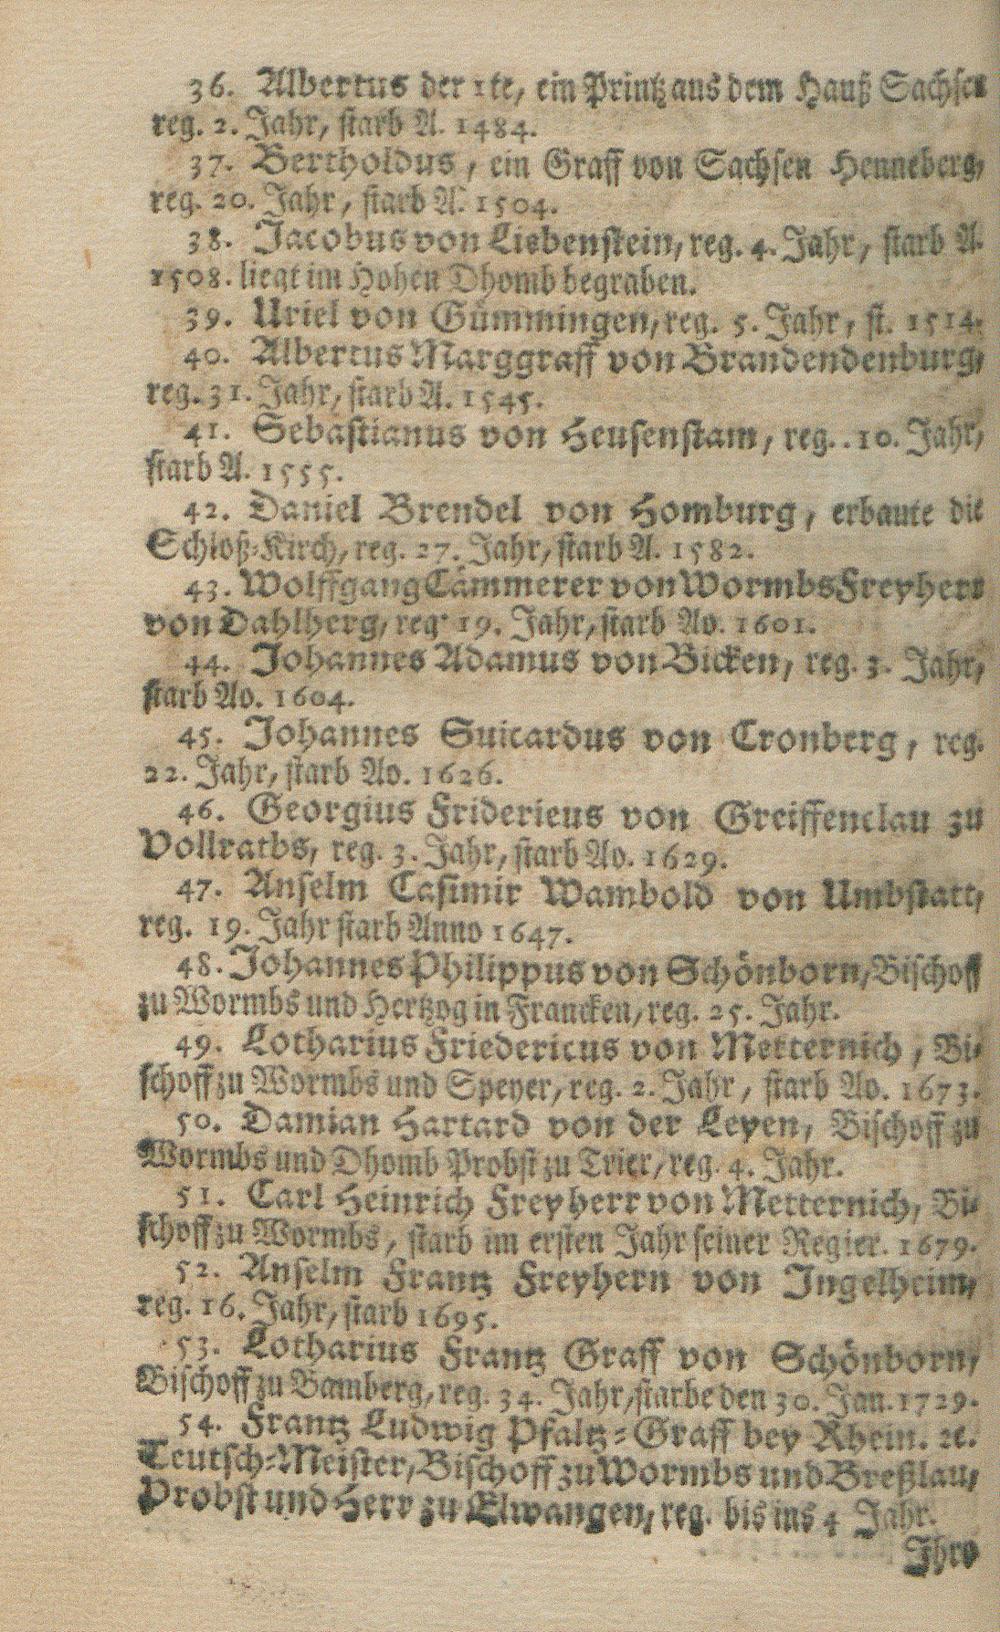 36. Albertus der 1te, ein Printz aus dem Hauß Sachsen
reg. 2. Jahr, starb A. 1484.
37. Bertholdus, ein Graff von Sachsen Henneberg,
reg. 20. Jahr, starb A. 1504.
38. Jacobus von Liebenstein, reg. 4. Jahr, starb A.
1508. liegt im Hohen Dhomb begraben.
39. Uriel von Gümmingen, reg. 5. Jahr, st. 1514.
40. Albertus Marggraff von Brandendenburg,
reg. 31. Jahr, starb A. 1545.
41. Sebastianus von Heusenstam, reg. . 10. Jahr,
starb A. 1555.
42. Daniel Brendel von Homburg, erbaute die
Schloß-Kirch, reg. 27. Jahr, starb A. 1582.
43. Wolffgang Cämmerer von Wormbs Freyherr
von Dahlberg, reg. 19. Jahr, starb Ao. 1601.
44. Johannes Adamus von Bicken, reg. 3. Jahr,
starb Ao. 1604.
45. Johannes Suicardus von Cronberg, reg.
22. Jahr, starb Ao. 1626.
46. Georgius Fridericus von Greiffenclau zu
Vollraths, reg. 3. Jahr, starb Ao. 1629.
47. Anselm Casimir Wambold von Umbstatt,
reg. 19. Jahr starb Anno 1647.
48. Johannes Philippus von Schönborn, Bischoff
zu Wormbs und Hertzog in Francken, reg. 25. Jahr.
49. Lotharius Friedericus von Metternich, Bi-
schoff zu Wormbs und Speyer, reg. 2. Jahr, starb Ao. 1673.
50. Damian Hartard von der Leyen, Bischoff zu
Wormbs und Dhomb Probst zu Trier, reg. 4. Jahr.
51. Carl Heinrich Freyherr von Metternich, Bi-
schoff zu Wormbs, starb im ersten Jahr seiner Regier. 1679.
52. Anselm Frantz Freyhern von Ingelheim,
reg. 16. Jahr, starb 1695.
53. Lotharius Frantz Graff von Schönborn,
Bischoff zu Bamberg, reg. 34. Jahr, starbe den 30. Jan. 1729.
54. Frantz Ludwig Pfaltz-Graff bey Rhein. ꝛc.
Teutsch-Meister, Bischoff zu Wormbs und Breßlau,
Probst und Herr zu Elwangen, reg. bis ins 4 Jahr.
Ihro